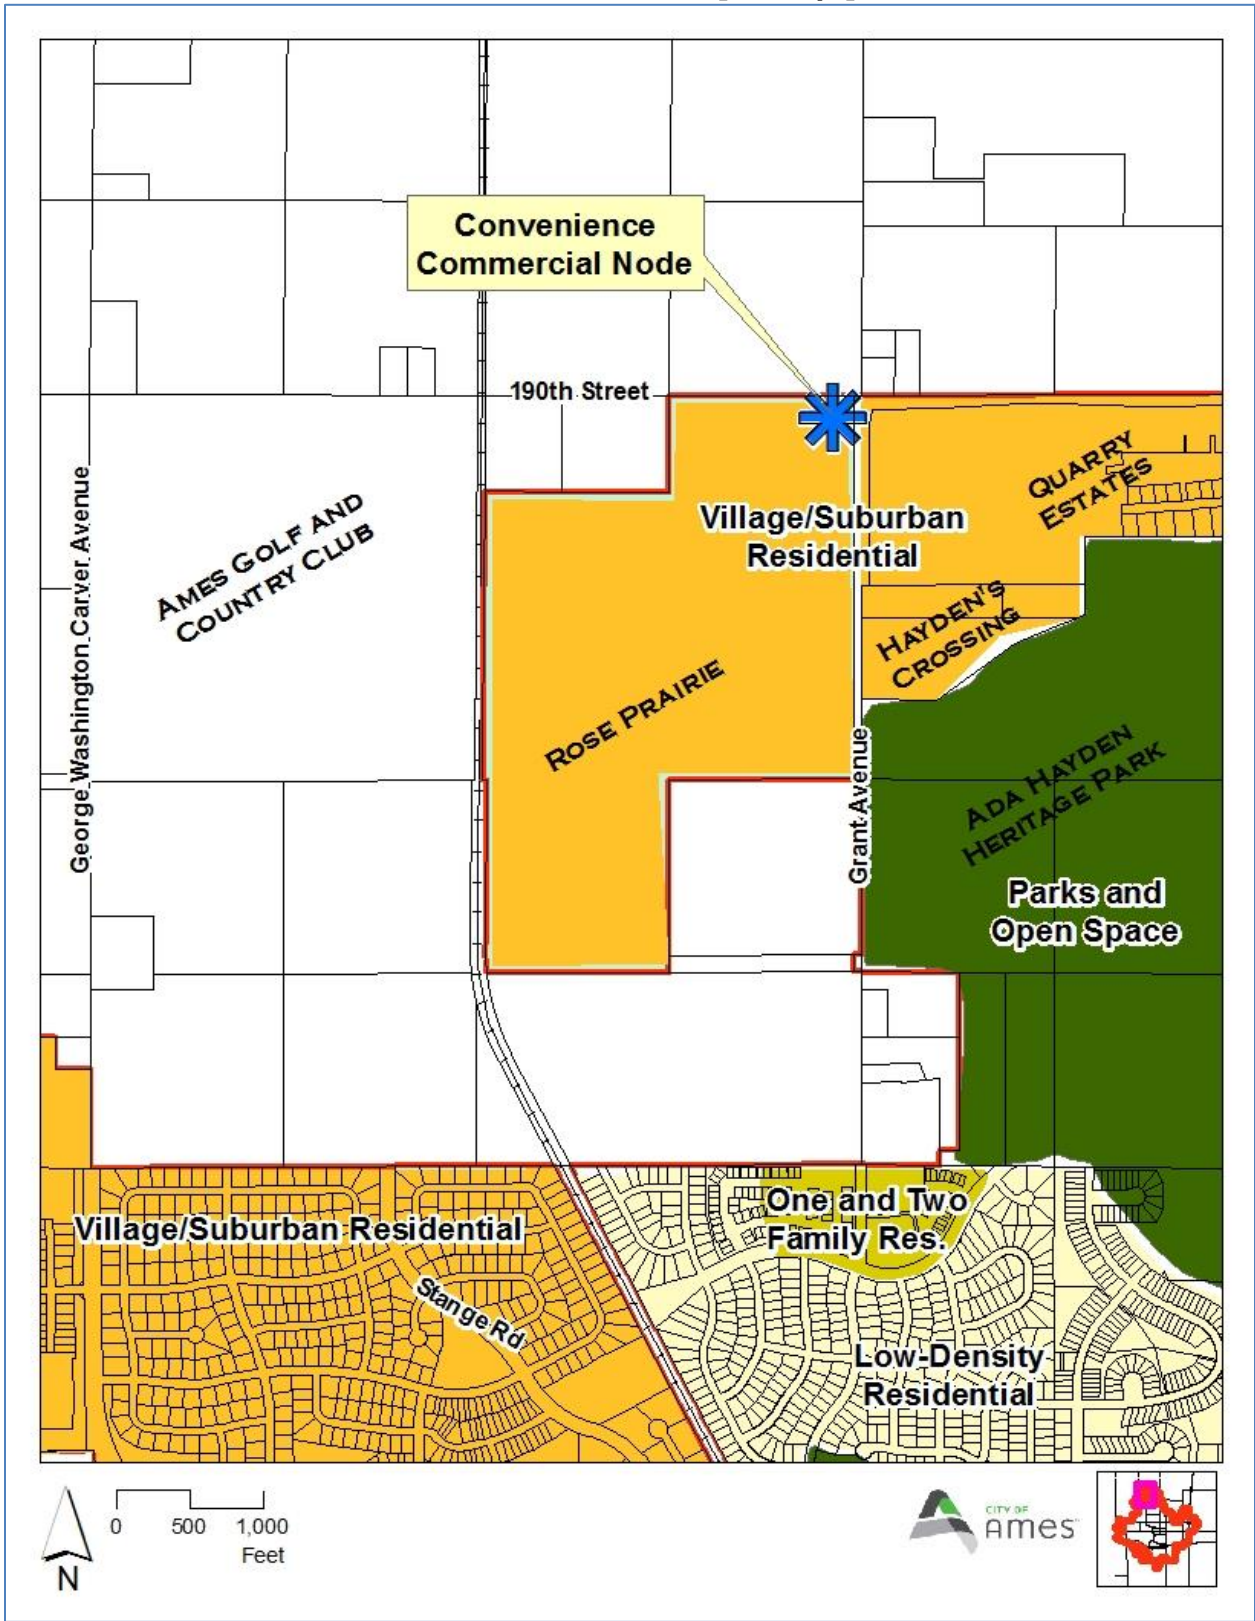 Convenience
Commercial Node
190th Street
QUARRY
ESTATES
Village/Suburban
Residential
AMES GOLF AND
COUNTRY CLUB
George Washington Carver Avenue
HAYDEN'S
CROSSING
ROSE PRAIRIE
Grant Avenue
ADA HAYDEN
HERITAGE PARK
Parks and
Open Space
Village/Suburban Residential
One and Two
Family Res.
Stange Rd
Low-Density
Residential
0 500 1,000
Feet
N
CITY OF
Ames